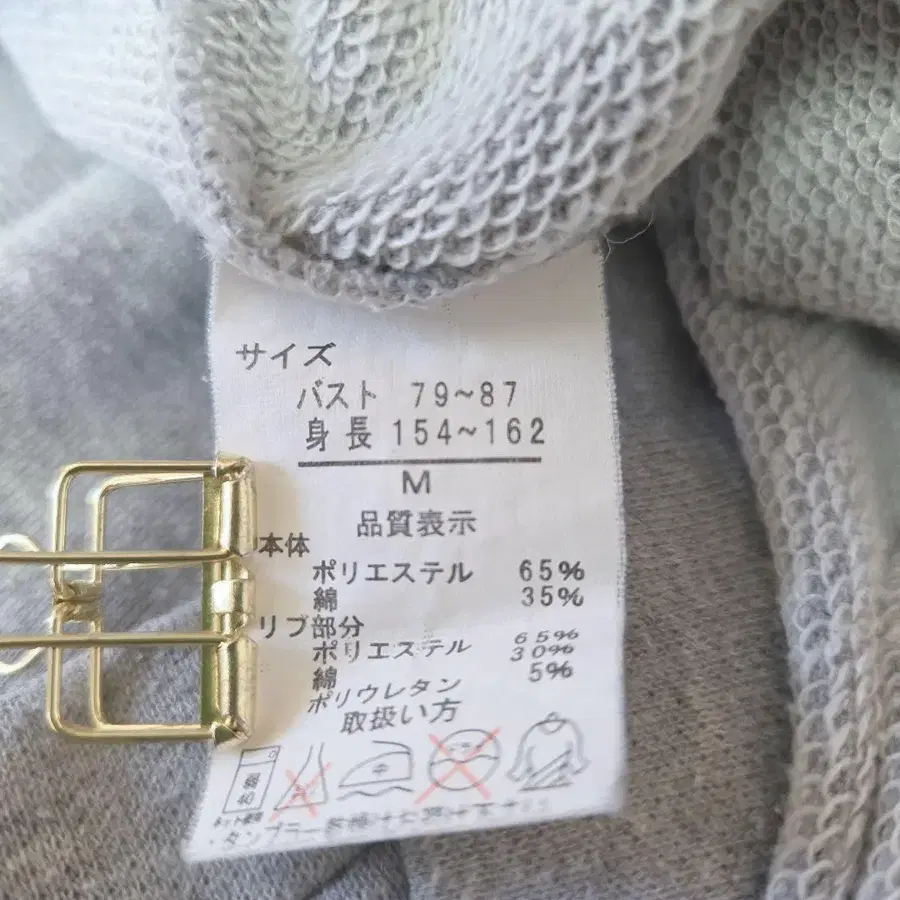 サイズ
バスト 79~87
身長 154~162
M
品質表示
本体
ポリエステル 65%
綿 35%
リブ部分
ポリエステル 65%
綿 30%
ポリウレタン 5%
取扱い方
40 中